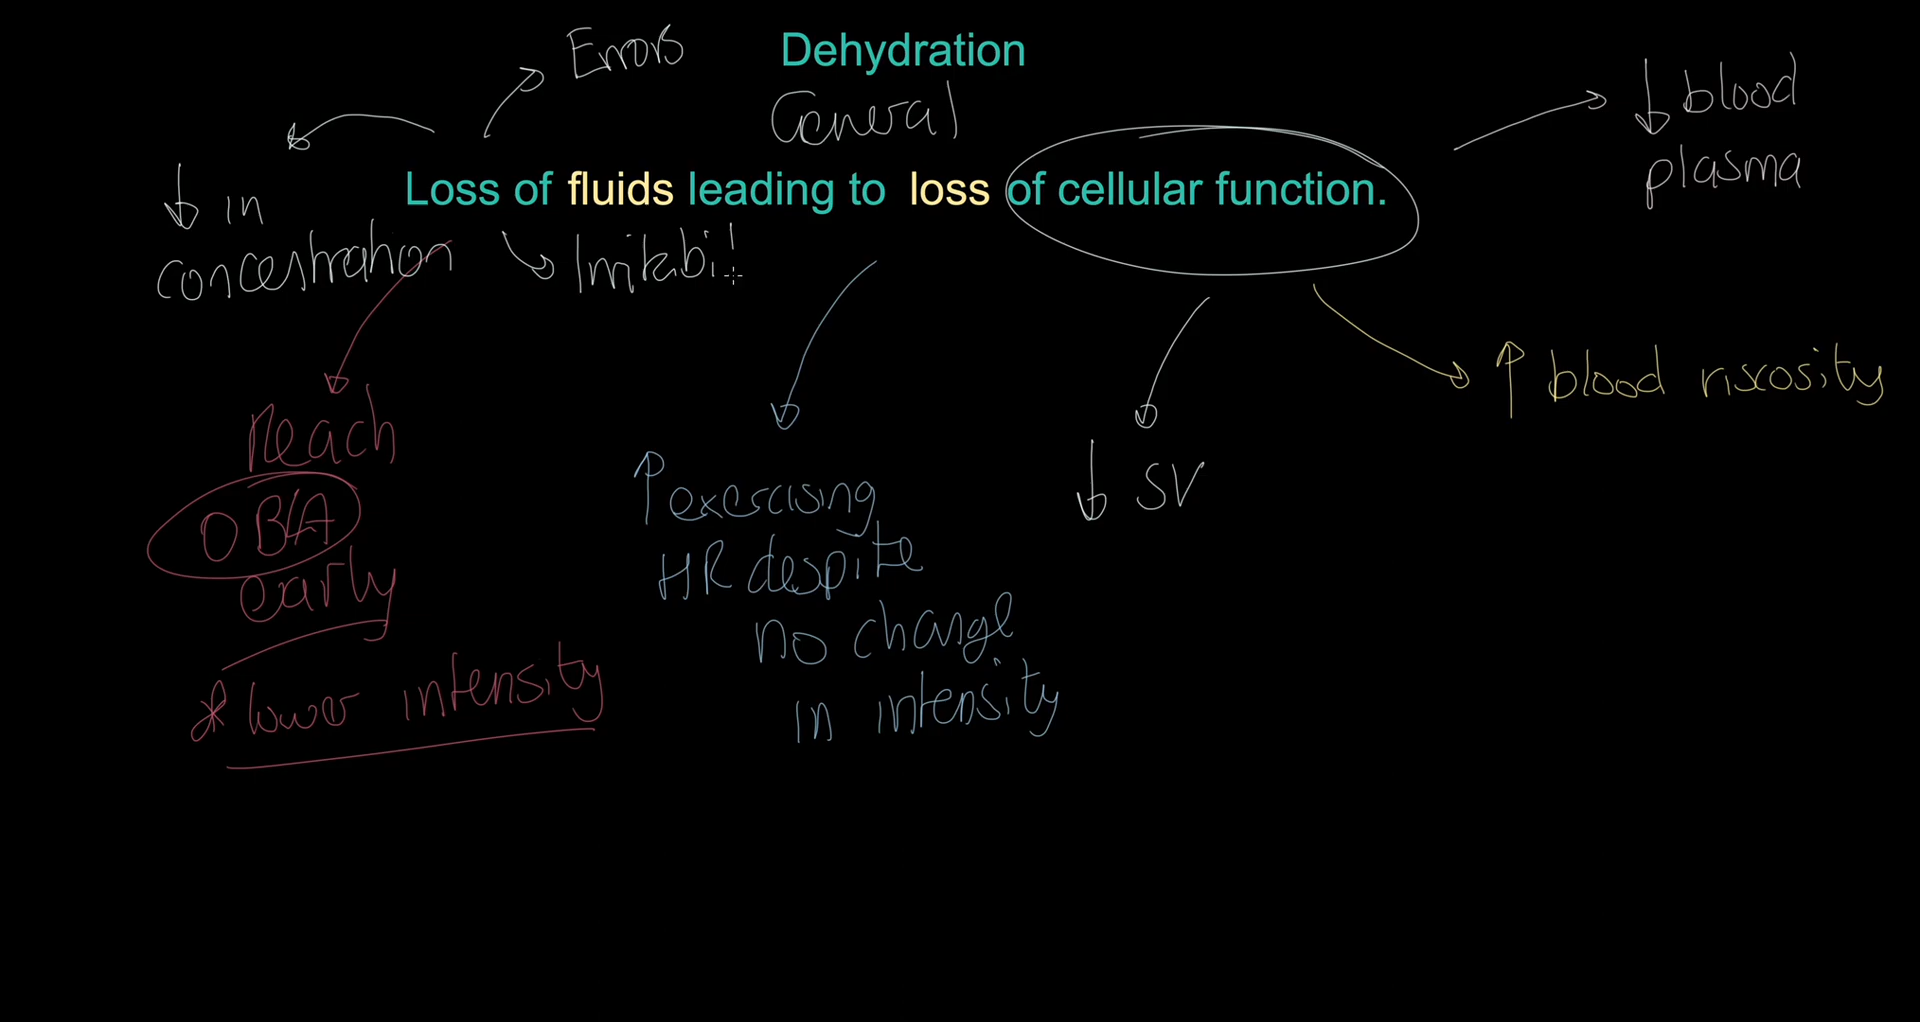 Dehydration
General
Loss of fluids leading to loss of cellular function.
Errors
↓ in
concentration
Irritabil
↓ blood
plasma
↑ blood viscosity
↓ SV
↑ exercising
HR despite
no change
in intensity
Reach
OBLA
early
* lower intensity